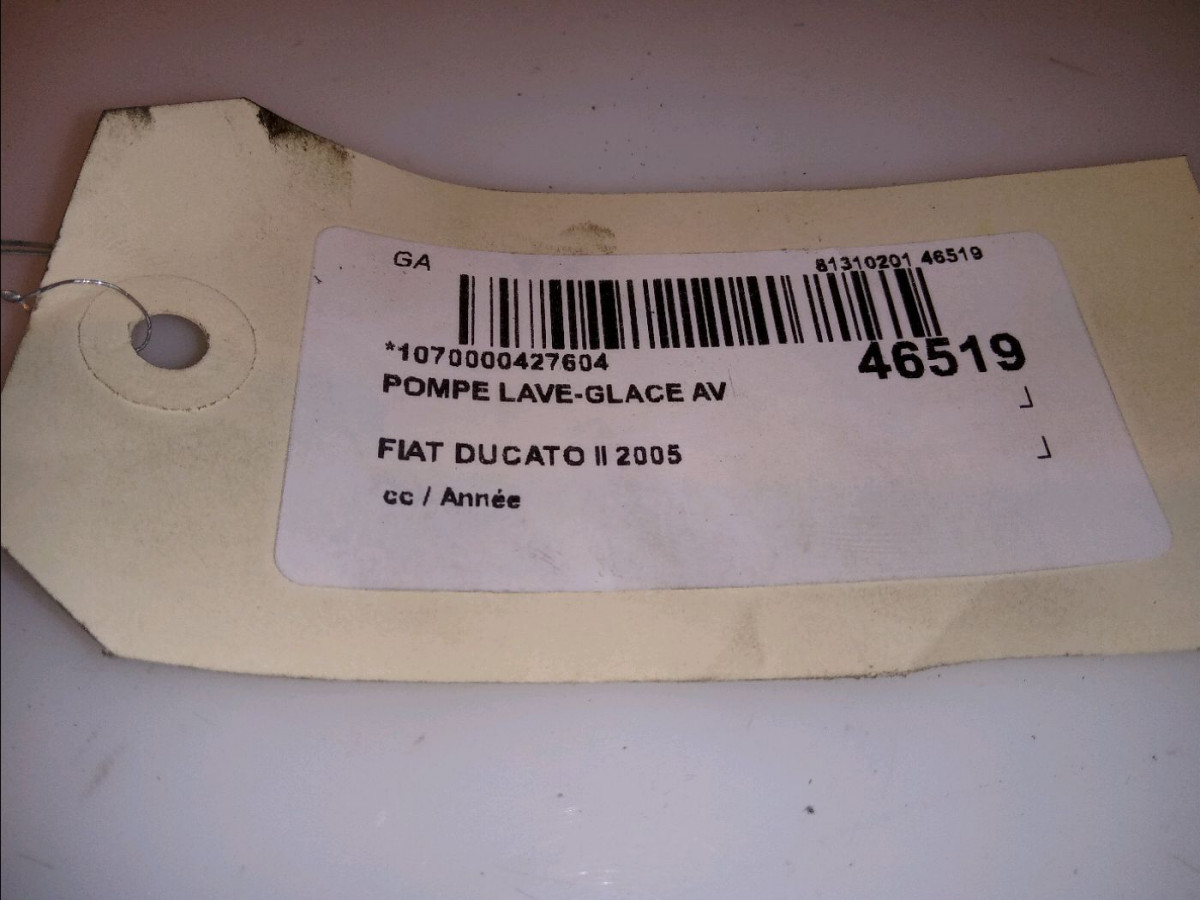 GA 81310201 46519
*1070000427604 46519
POMPE LAVE-GLACE AV
FIAT DUCATO II 2005
cc / Année